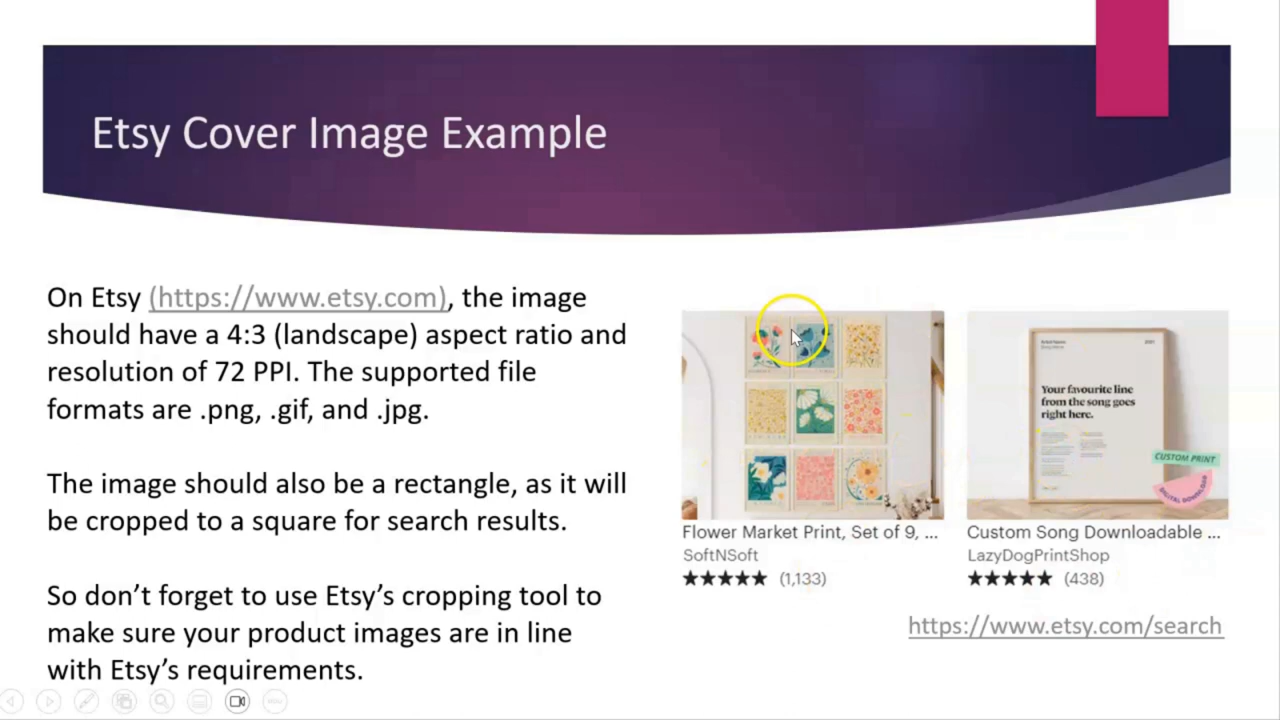 Etsy Cover Image Example
On Etsy (https://www.etsy.com), the image
should have a 4:3 (landscape) aspect ratio and
resolution of 72 PPI. The supported file
formats are .png, .gif, and .jpg.
The image should also be a rectangle, as it will
be cropped to a square for search results.
So don't forget to use Etsy's cropping tool to
make sure your product images are in line
with Etsy's requirements.
Your favourite line
from the song goes
right here.
CUSTOM PRINT
DIGITAL DOWNLOAD
Flower Market Print, Set of 9, ...
SoftNSoft
★★★★★ (1,133)
Custom Song Downloadable ...
LazyDogPrintShop
★★★★★ (438)
https://www.etsy.com/search